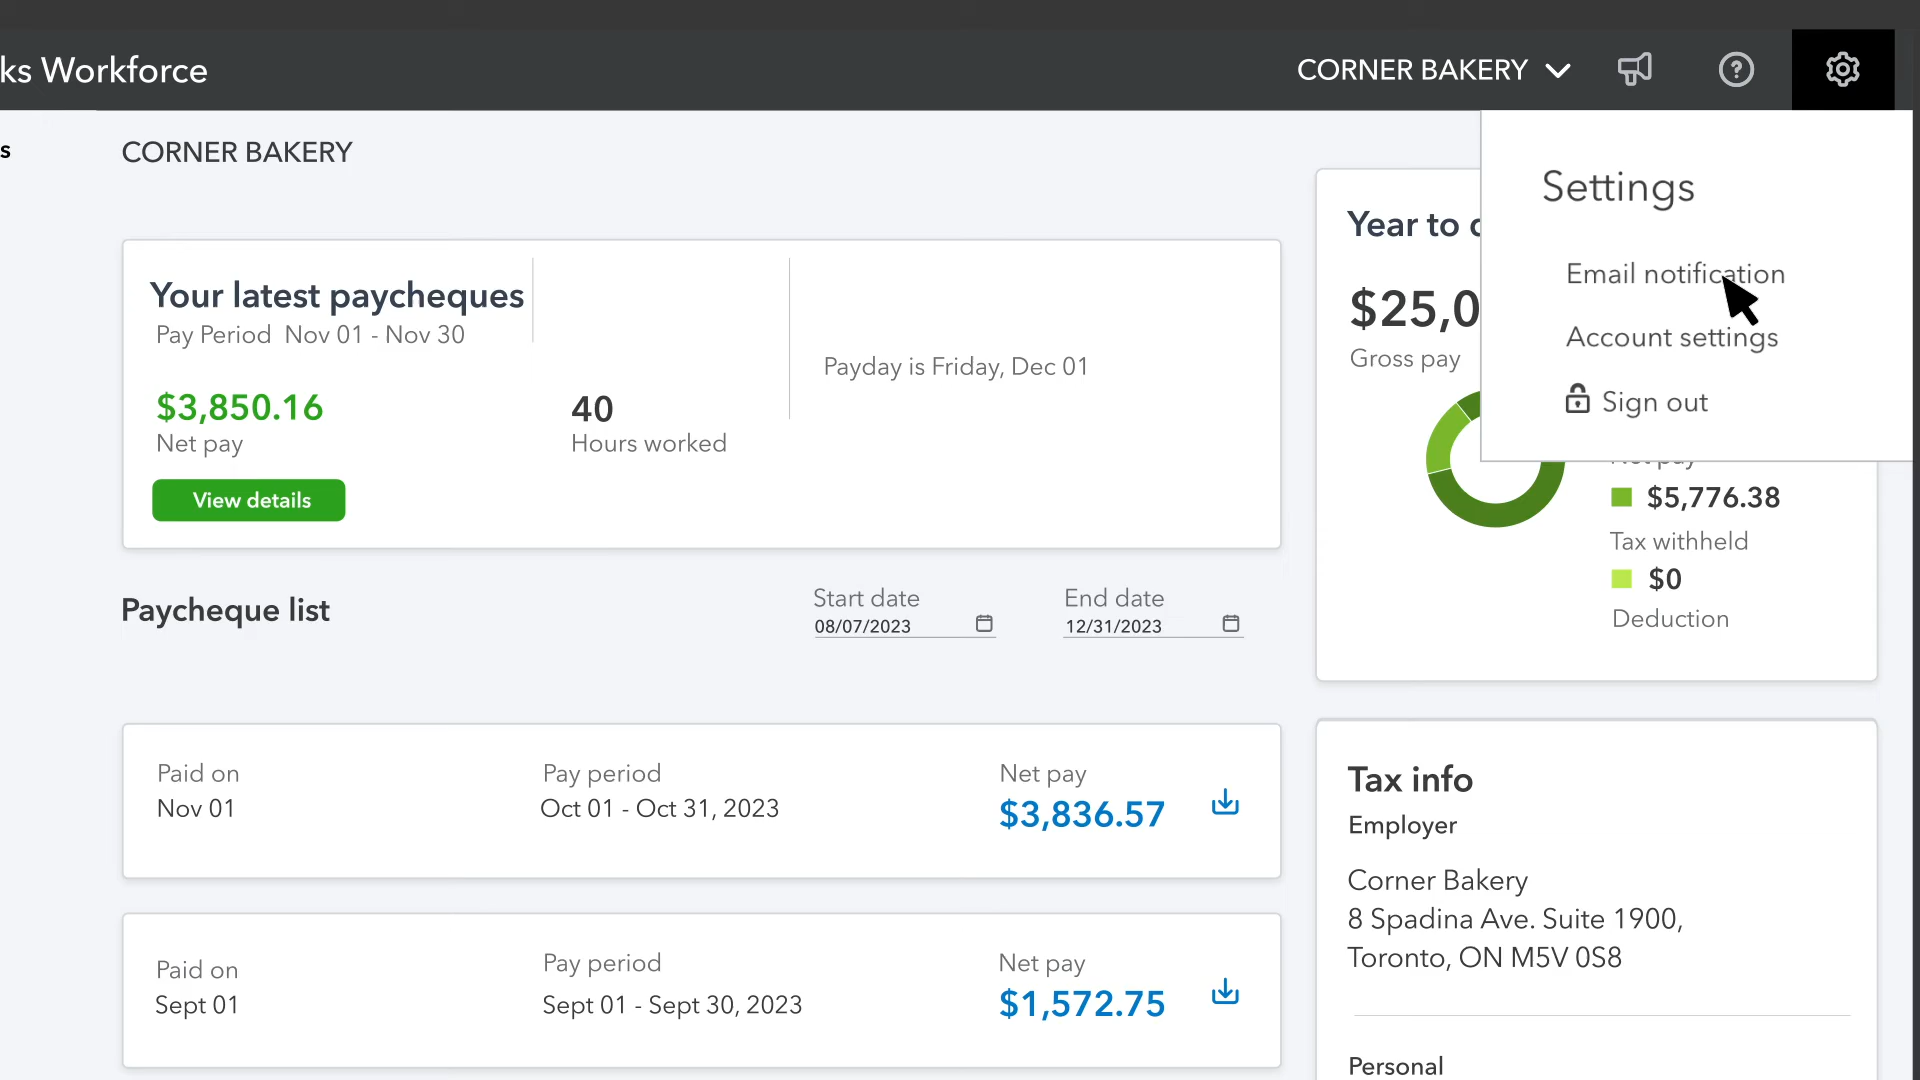 ks Workforce
CORNER BAKERY
s
CORNER BAKERY
Settings
Email notification
Account settings
Sign out
Your latest paycheques
Pay Period Nov 01 - Nov 30
$3,850.16
Net pay
40
Hours worked
Payday is Friday, Dec 01
View details
Year to
$25,0
Gross pay
Net pay
$5,776.38
Tax withheld
$0
Deduction
Paycheque list
Start date
08/07/2023
End date
12/31/2023
Paid on
Nov 01
Pay period
Oct 01 - Oct 31, 2023
Net pay
$3,836.57
Paid on
Sept 01
Pay period
Sept 01 - Sept 30, 2023
Net pay
$1,572.75
Tax info
Employer
Corner Bakery
8 Spadina Ave. Suite 1900,
Toronto, ON M5V 0S8
Personal